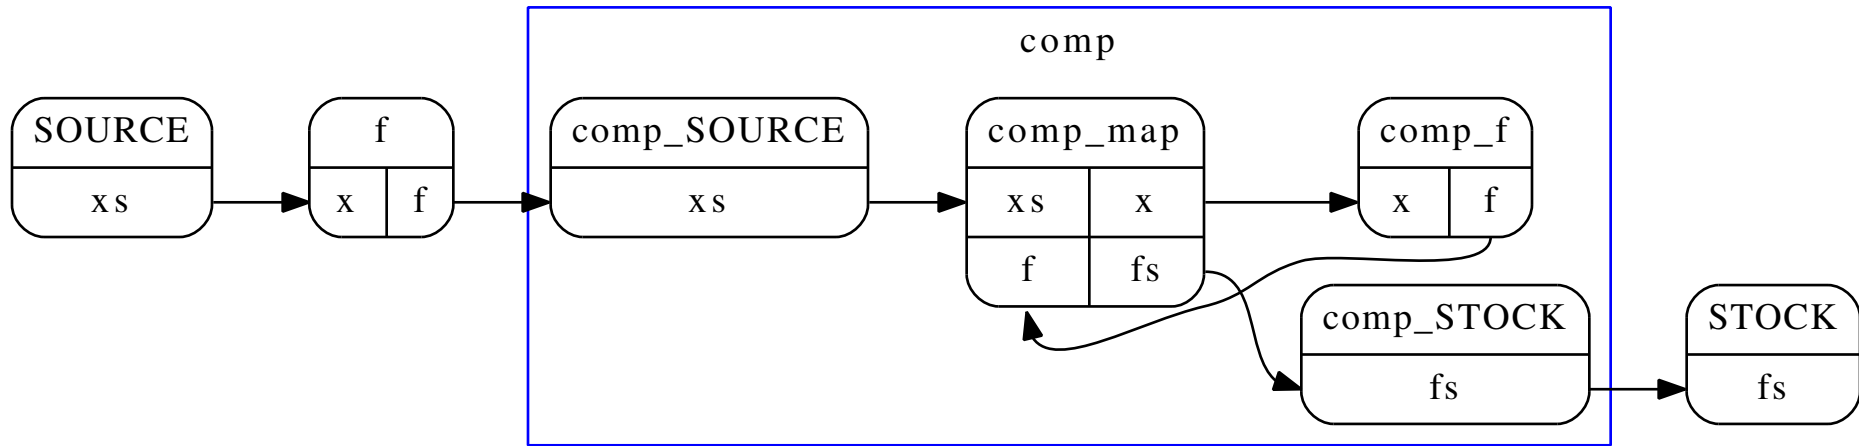 comp
SOURCE
xs
f
x f
comp_SOURCE
xs
comp_map
xs x
f fs
comp_f
x f
comp_STOCK
fs
STOCK
fs